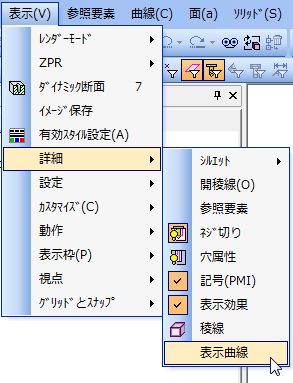 表示(V) 参照要素 曲線(C) 面(a) ｿﾘｯﾄﾞ(S)
ﾚﾝﾀﾞｰﾓｰﾄﾞ
ZPR
ﾀﾞｲﾅﾐｯｸ断面 7
ｲﾒｰｼﾞ保存
有効ｽﾀｲﾙ設定(A)
詳細
設定
ｶｽﾀﾏｲｽﾞ(C)
動作
表示枠(P)
視点
ｸﾞﾘｯﾄﾞとｽﾅｯﾌﾟ
ｼﾙｴｯﾄ
開稜線(O)
参照要素
ﾈｼﾞ切り
穴属性
記号(PMI)
表示効果
稜線
表示曲線